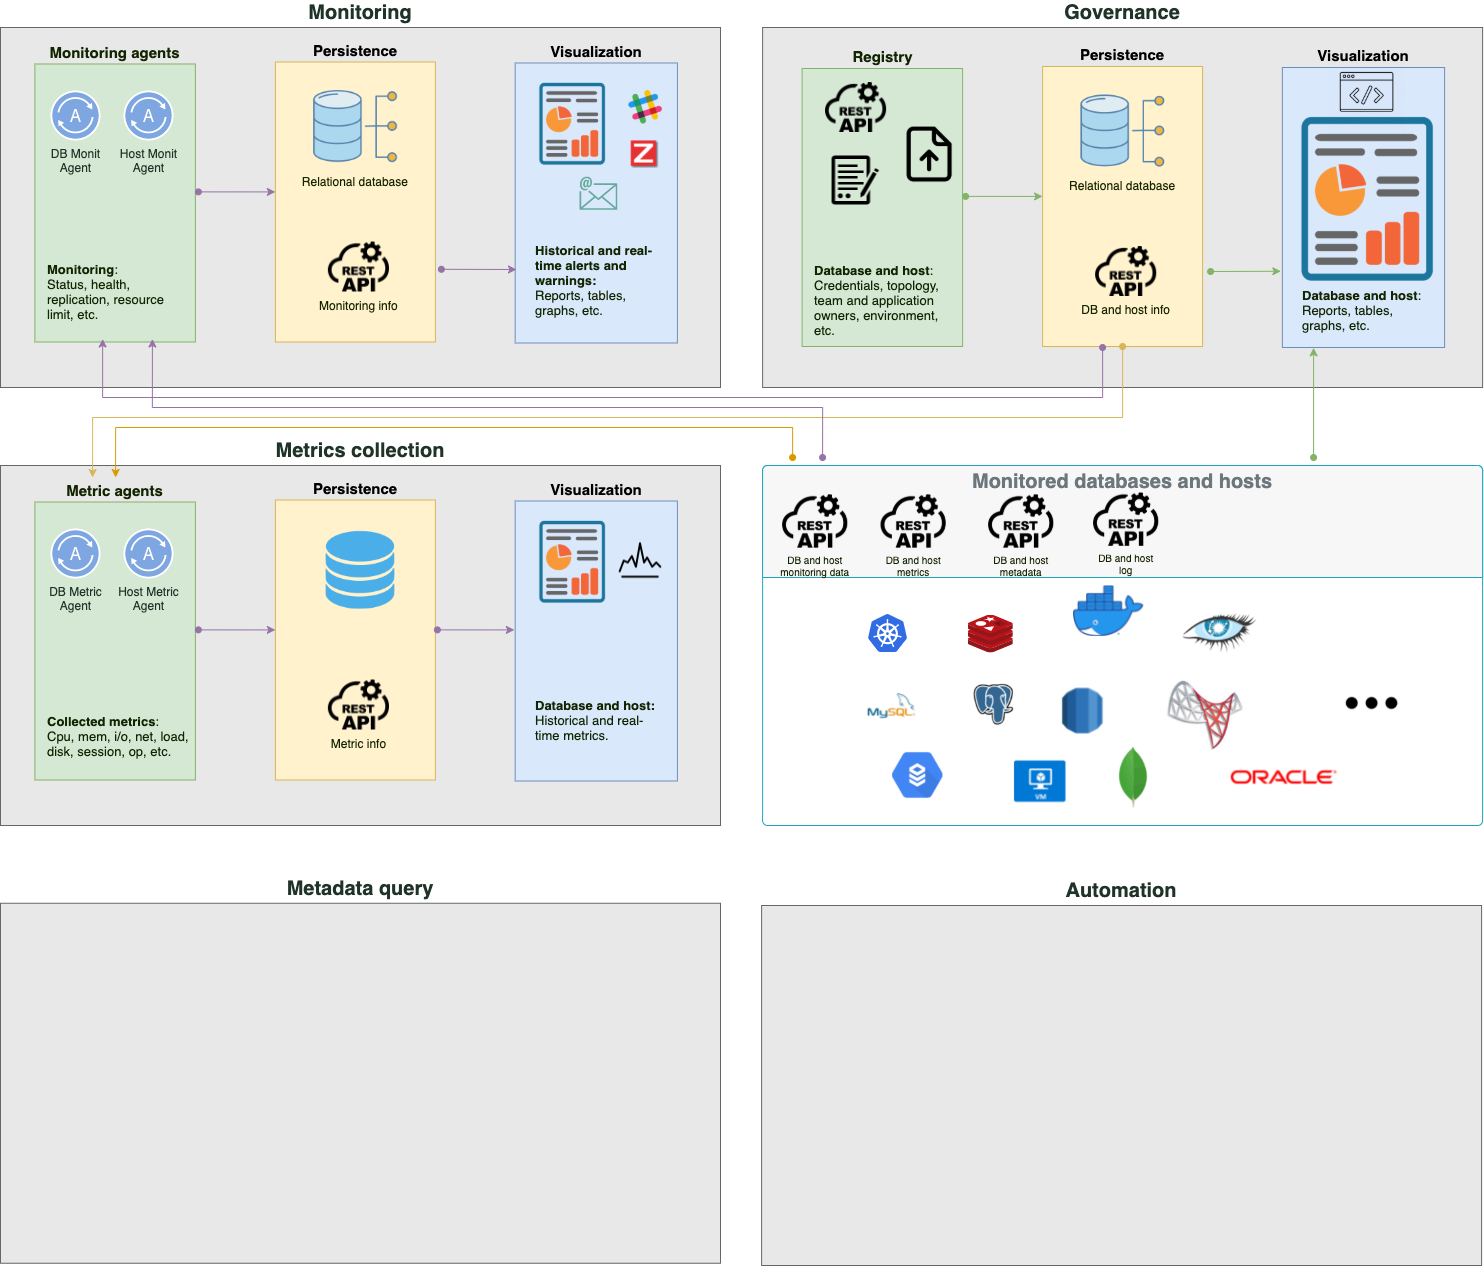 Monitoring
Monitoring agents
Persistence
Visualization
A
A
DB Monit
Agent
Host Monit
Agent
Relational database
Monitoring:
Status, health,
replication, resource
limit, etc.
REST
API
Monitoring info
Z
@
Historical and real-
time alerts and
warnings:
Reports, tables,
graphs, etc.
Governance
Registry
Persistence
Visualization
REST
API
Database and host:
Credentials, topology,
team and application
owners, environment,
etc.
Relational database
REST
API
DB and host info
</>
Database and host:
Reports, tables,
graphs, etc.
Metrics collection
Metric agents
Persistence
Visualization
A
A
DB Metric
Agent
Host Metric
Agent
Collected metrics:
Cpu, mem, i/o, net, load,
disk, session, op, etc.
REST
API
Metric info
Database and host:
Historical and real-
time metrics.
Monitored databases and hosts
REST
API
DB and host
monitoring data
REST
API
DB and host
metrics
REST
API
DB and host
metadata
REST
API
DB and host
log
MySQL
VM
ORACLE
Metadata query
Automation